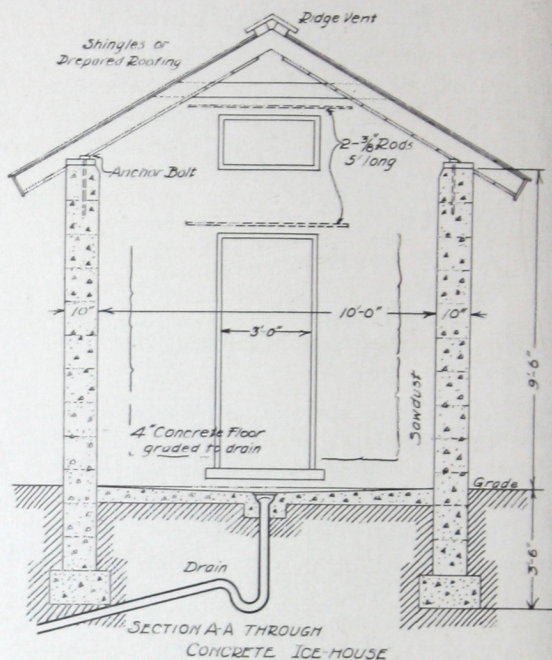 Ridge Vent
Shingles or
Prepared Roofing
2-3/8" Rods
5' long
Anchor Bolt
10"
10'-0"
10"
3'-0"
9'-6"
Sawdust
4" Concrete Floor
graded to drain
Grade
3'-6"
Drain
SECTION A-A THROUGH
CONCRETE ICE-HOUSE